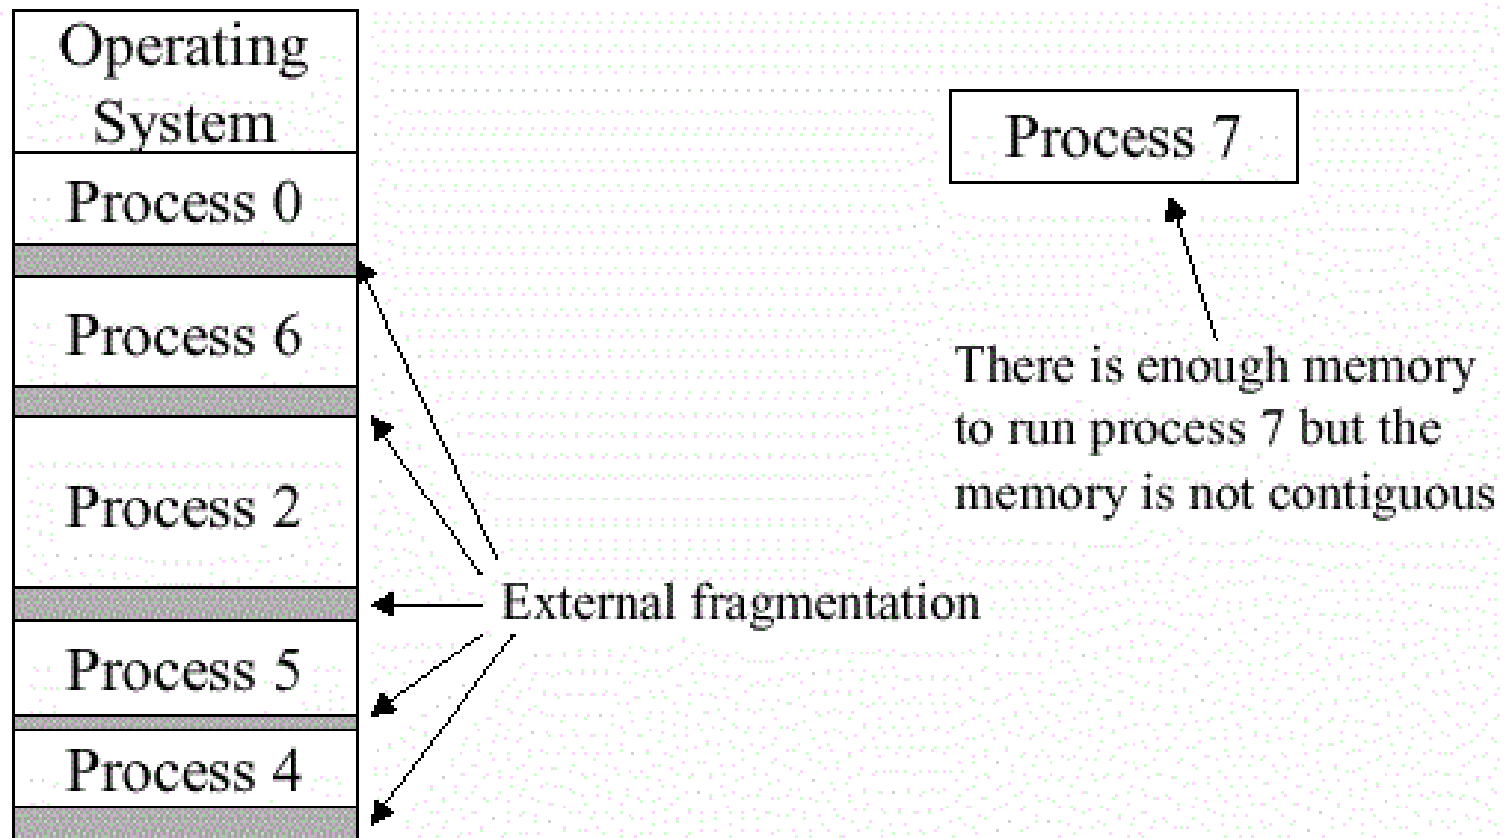 Operating
System
Process 0
Process 6
Process 2
Process 5
Process 4
External fragmentation
Process 7
There is enough memory
to run process 7 but the
memory is not contiguous